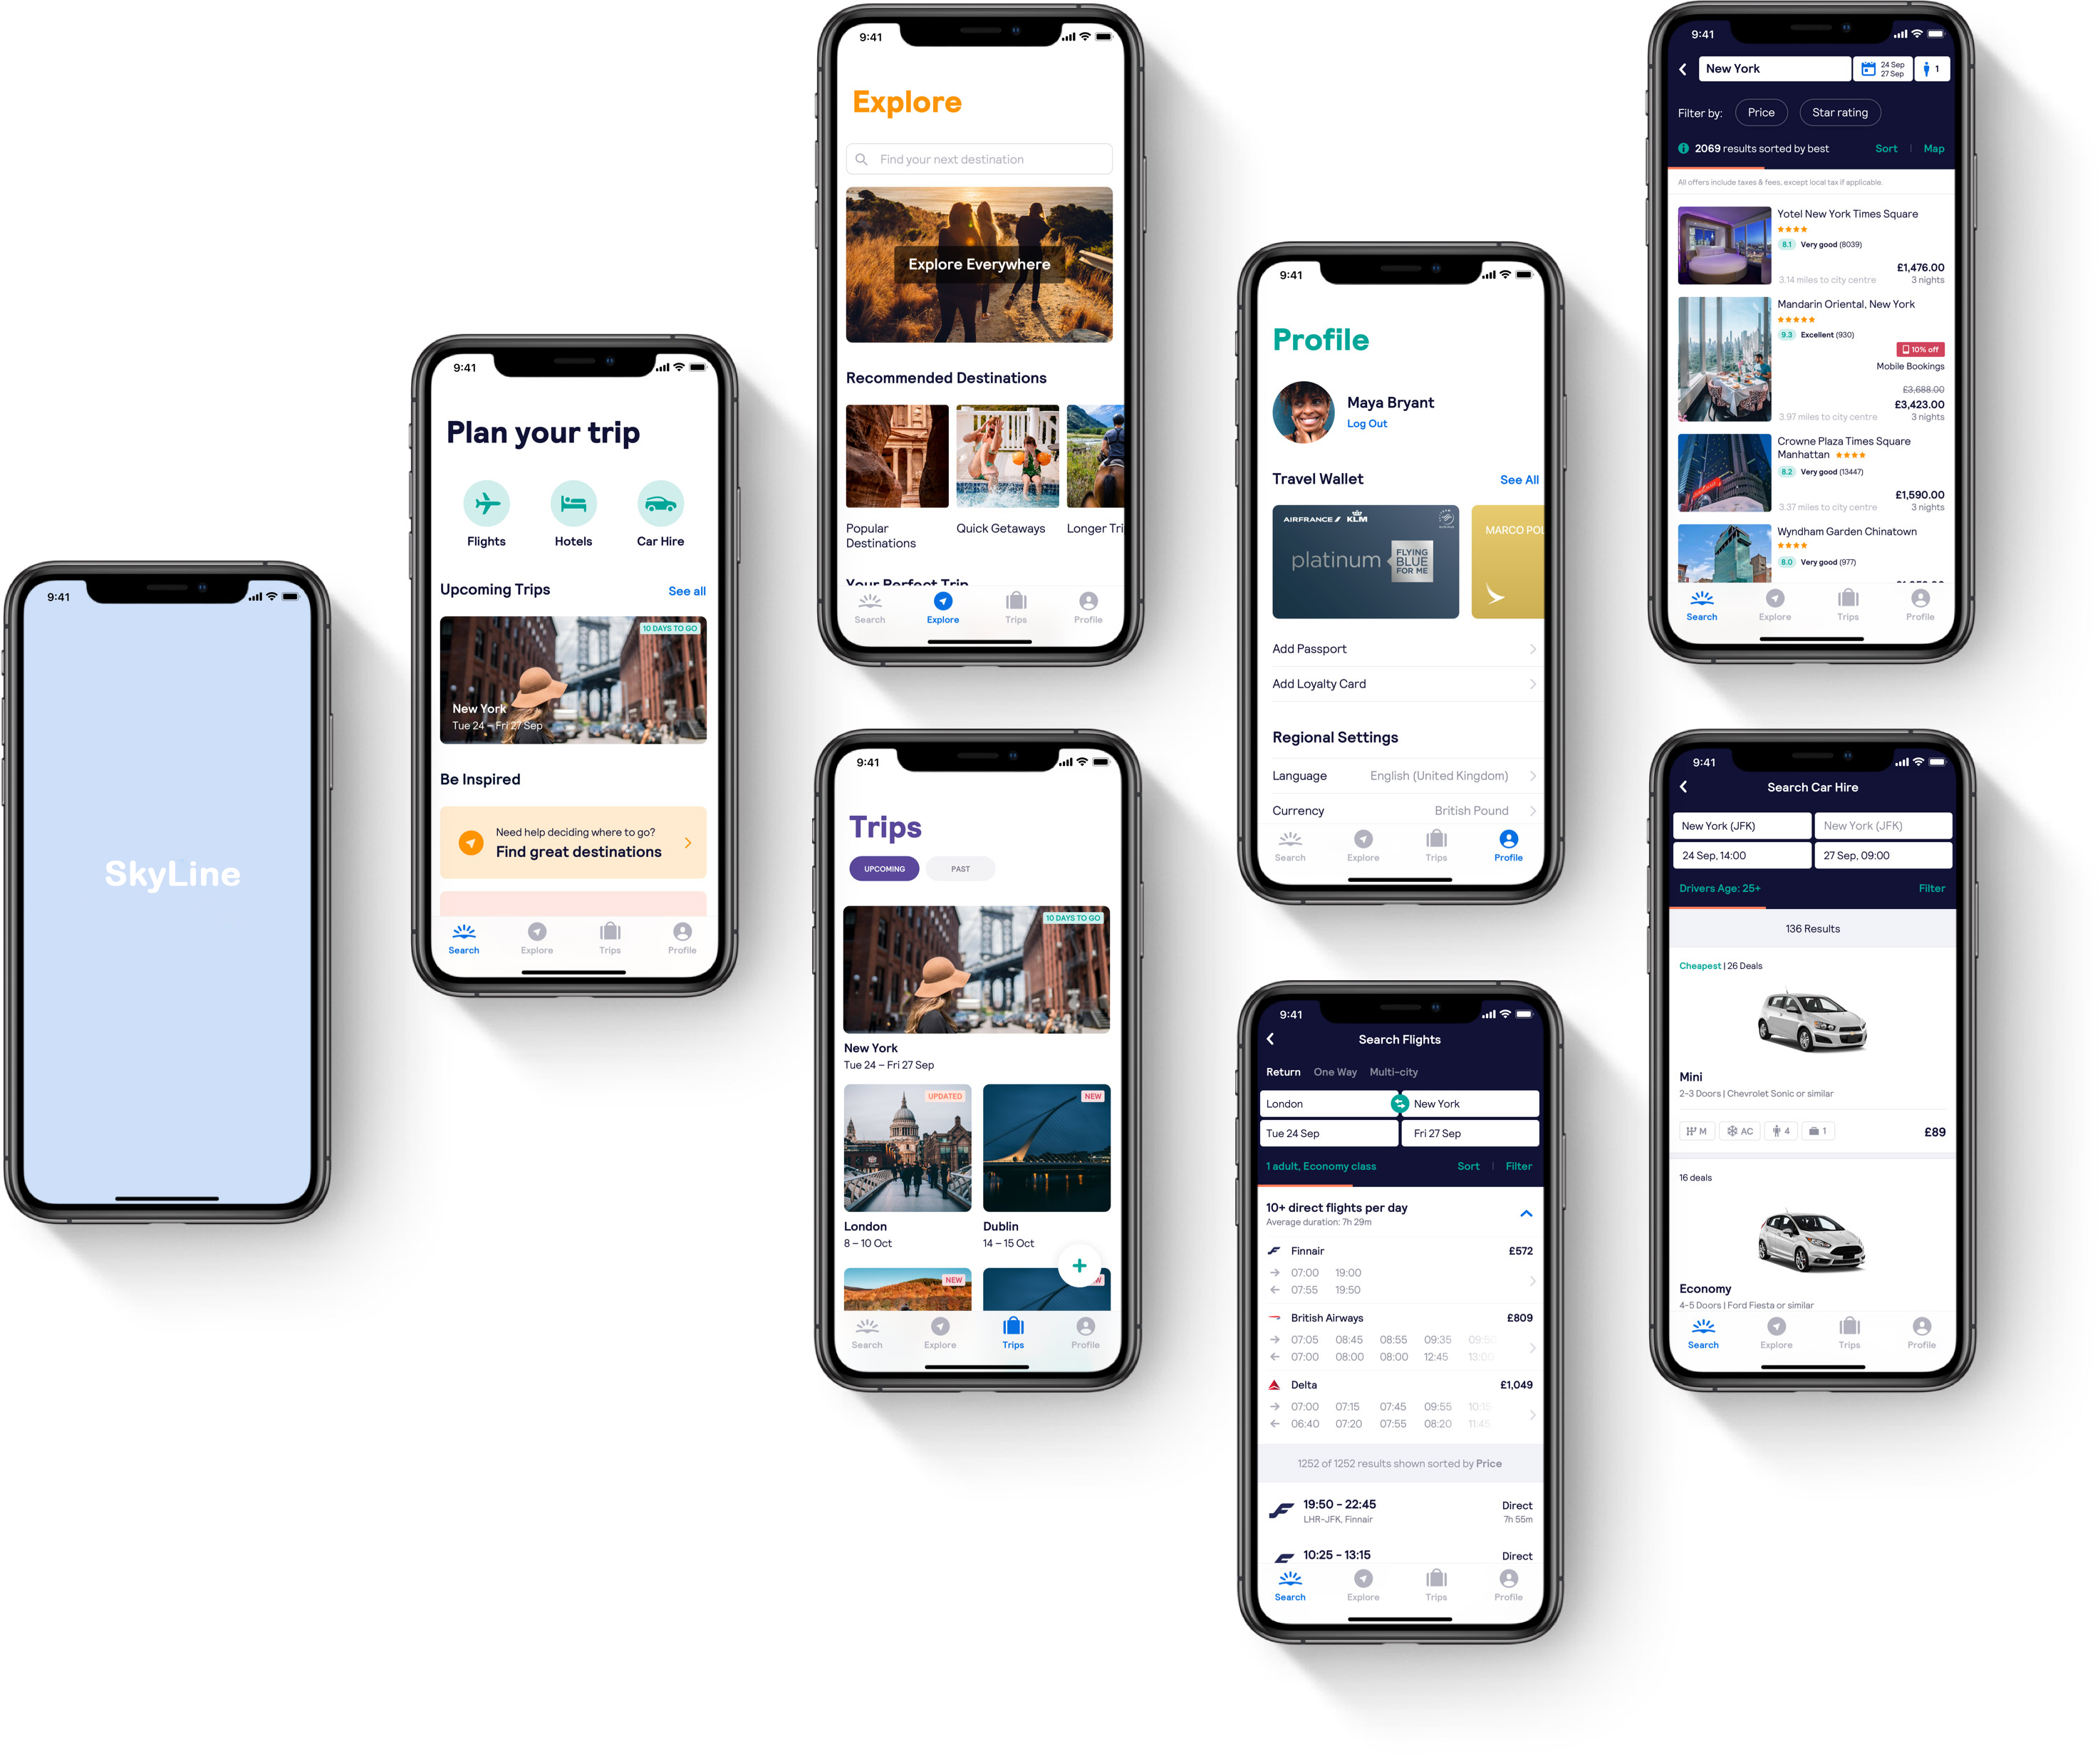 9:41
SkyLine
9:41
Plan your trip
Flights
Hotels
Car Hire
Upcoming Trips
See all
10 DAYS TO GO
New York
Tue 24 – Fri 27 Sep
Be Inspired
Need help deciding where to go?
Find great destinations
Search
Explore
Trips
Profile
9:41
Explore
Find your next destination
Explore Everywhere
Recommended Destinations
Popular
Destinations
Quick Getaways
Longer Tri
Your Perfect Trip
Search
Explore
Trips
Profile
9:41
Trips
UPCOMING
PAST
10 DAYS TO GO
New York
Tue 24 – Fri 27 Sep
UPDATED
NEW
London
8 – 10 Oct
Dublin
14 – 15 Oct
NEW
W
Search
Explore
Trips
Profile
9:41
Profile
Maya Bryant
Log Out
Travel Wallet
See All
AIRFRANCE KLM
platinum
FLYING
BLUE
FOR ME
MARCO POL
Add Passport
Add Loyalty Card
Regional Settings
Language
English (United Kingdom)
Currency
British Pound
Search
Explore
Trips
Profile
9:41
Search Flights
Return One Way Multi-city
London
New York
Tue 24 Sep
Fri 27 Sep
1 adult, Economy class
Sort | Filter
10+ direct flights per day
Average duration: 7h 29m
Finnair £572
07:00 19:00
07:55 19:50
British Airways £809
07:05 08:45 08:55 09:35 09:50
07:00 08:00 08:00 12:45 13:00
Delta £1,049
07:00 07:15 07:45 09:55 10:15
06:40 07:20 07:55 08:20 11:45
1252 of 1252 results shown sorted by Price
19:50 - 22:45 Direct
LHR-JFK, Finnair 7h 55m
10:25 - 13:15 Direct
Search
Explore
Trips
Profile
9:41
New York
24 Sep
27 Sep
1
Filter by: Price Star rating
2069 results sorted by best
Sort | Map
All offers include taxes & fees, except local tax if applicable.
Yotel New York Times Square
8.1 Very good (8039)
£1,476.00
3.14 miles to city centre 3 nights
Mandarin Oriental, New York
9.3 Excellent (930)
10% off
Mobile Bookings
£3,688.00
£3,423.00
3.97 miles to city centre 3 nights
Crowne Plaza Times Square
Manhattan
8.2 Very good (13447)
£1,590.00
3.37 miles to city centre 3 nights
Wyndham Garden Chinatown
8.0 Very good (977)
Search
Explore
Trips
Profile
9:41
Search Car Hire
New York (JFK)
New York (JFK)
24 Sep, 14:00
27 Sep, 09:00
Drivers Age: 25+
Filter
136 Results
Cheapest | 26 Deals
Mini
2-3 Doors | Chevrolet Sonic or similar
M AC 4 1 £89
16 deals
Economy
4-5 Doors | Ford Fiesta or similar
Search
Explore
Trips
Profile